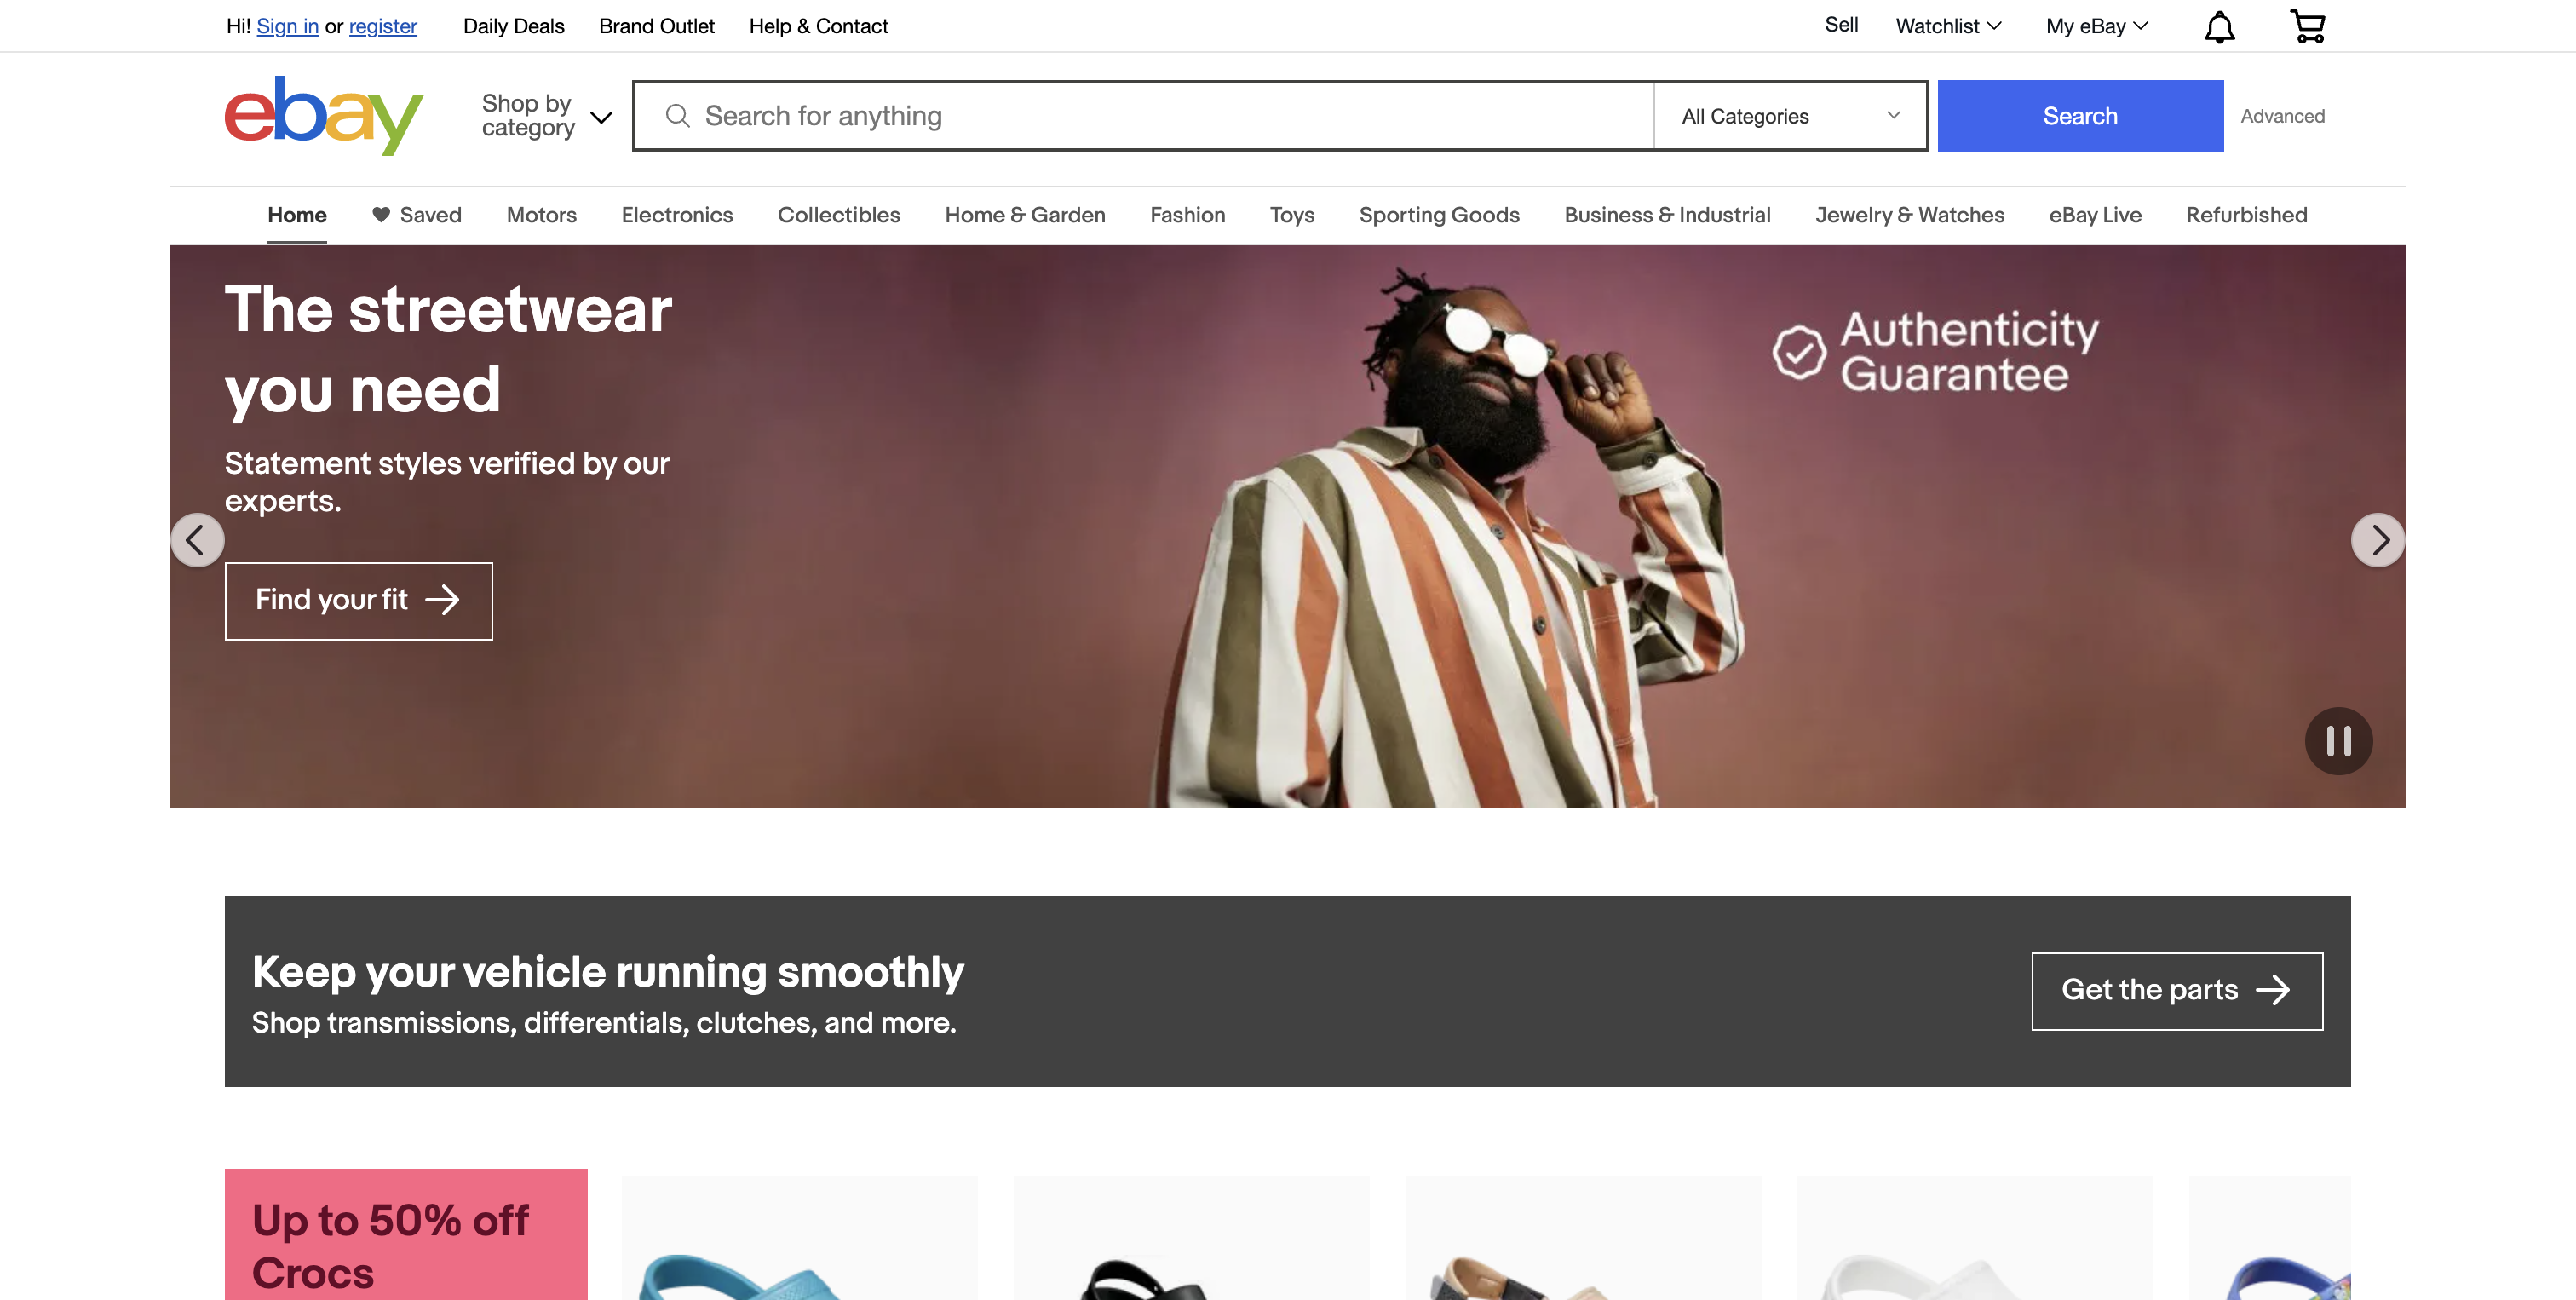 Hi! Sign in or register Daily Deals Brand Outlet Help & Contact Sell Watchlist My eBay
ebay
Shop by
category
Search for anything All Categories Search Advanced
Home Saved Motors Electronics Collectibles Home & Garden Fashion Toys Sporting Goods Business & Industrial Jewelry & Watches eBay Live Refurbished
The streetwear
you need
Statement styles verified by our
experts.
Find your fit
Authenticity
Guarantee
Keep your vehicle running smoothly
Shop transmissions, differentials, clutches, and more.
Get the parts
Up to 50% off
Crocs